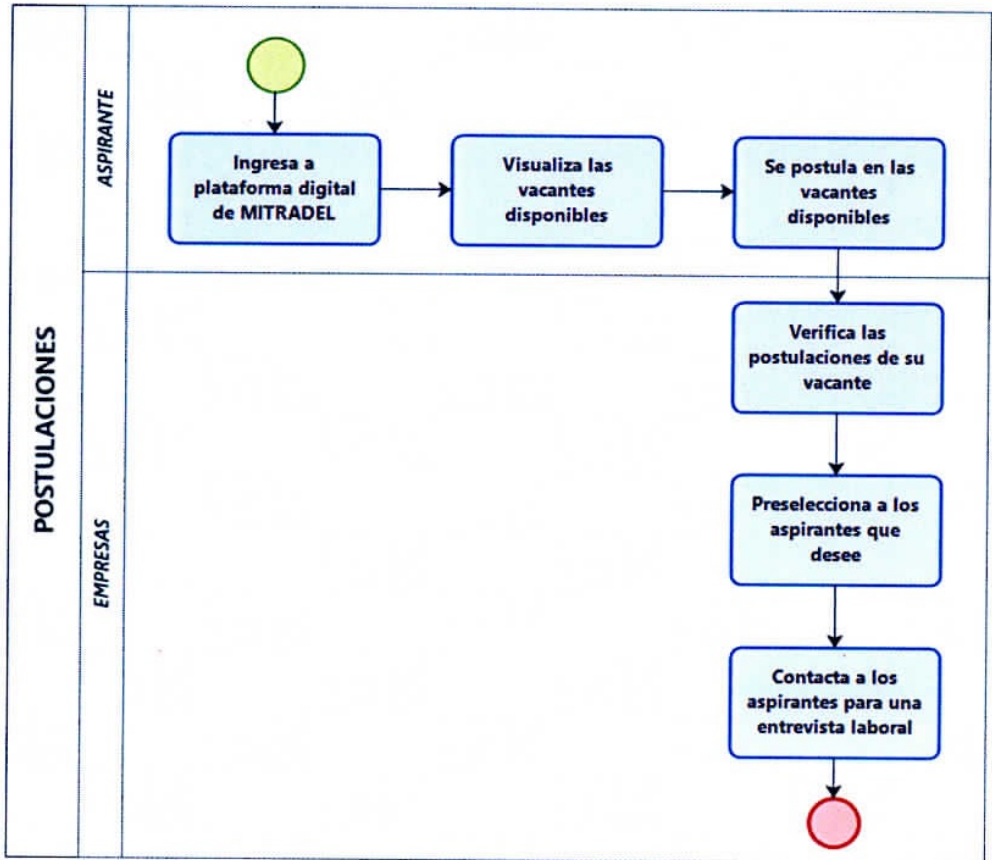 POSTULACIONES
ASPIRANTE
Ingresa a
plataforma digital
de MITRADEL
Visualiza las
vacantes
disponibles
Se postula en las
vacantes
disponibles
EMPRESAS
Verifica las
postulaciones de su
vacante
Preselecciona a los
aspirantes que
desee
Contacta a los
aspirantes para una
entrevista laboral